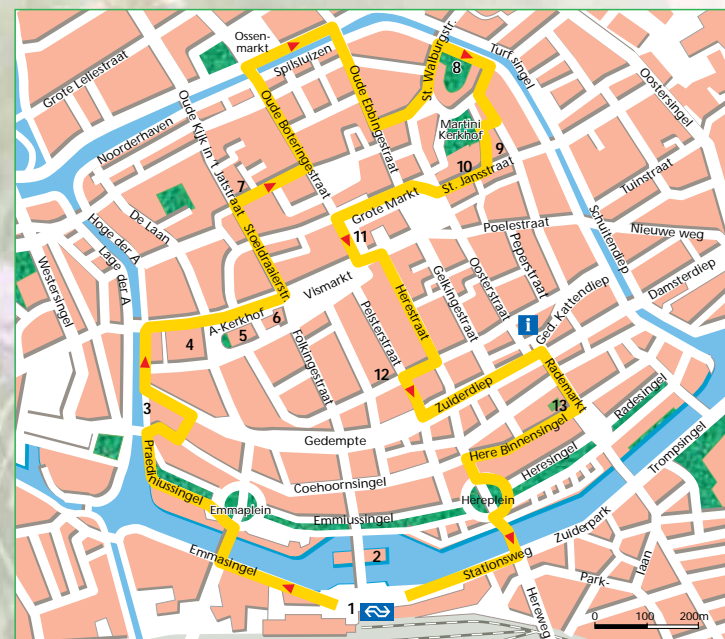 Ossen-
markt
Spilsluizen
Grote Leliestraat
Noorderhaven
Oude Kijk In 't Jatstraat
Oude Boteringestraat
Oude Ebbingestraat
St. Walburgstr.
8
Turfsingel
Oostersingel
Martini
Kerkhof
9
10
St. Jansstraat
Tuinstraat
7
De Laan
Hoge der A
Lage der A
Westersingel
Stoeldraaierstr.
Grote Markt
11
Poelestraat
Peperstraat
Schuitendiep
Nieuwe weg
Damsterdiep
Vismarkt
A-Kerkhof
6
5
4
Folkingestraat
Pelsterstraat
Herestraat
Gelkingestraat
Oosterstraat
i
Ged. Kattendiep
12
Zuiderdiep
Rademarkt
13
Radesingel
3
Gedempte
Here Binnensingel
Heresingel
Trompsingel
Praediniussingel
Coehoornsingel
Emmaplein
Emmiussingel
Hereplein
Zuiderpark
Emmasingel
2
Stationsweg
Park-
laan
Hereweg
1
0 100 200m